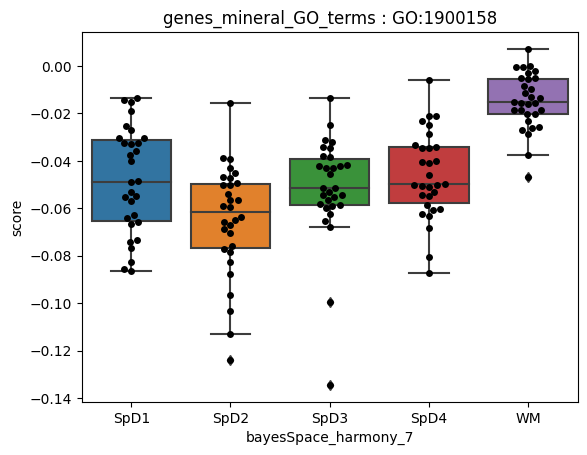 genes_mineral_GO_terms : GO:1900158
0.00
−0.02
−0.04
−0.06
−0.08
−0.10
−0.12
−0.14
score
SpD1 SpD2 SpD3 SpD4 WM
bayesSpace_harmony_7